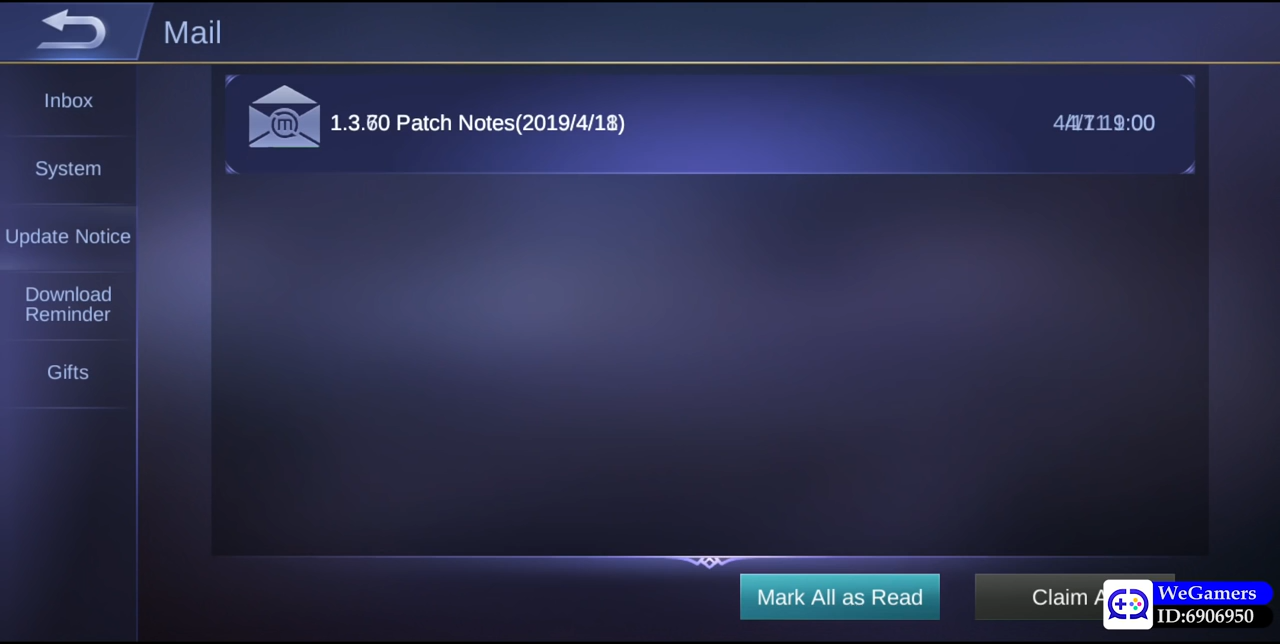 Mail
Inbox
System
Update Notice
Download
Reminder
Gifts
Patch Notes
Mark All as Read
Claim
WeGamers
ID:6906950